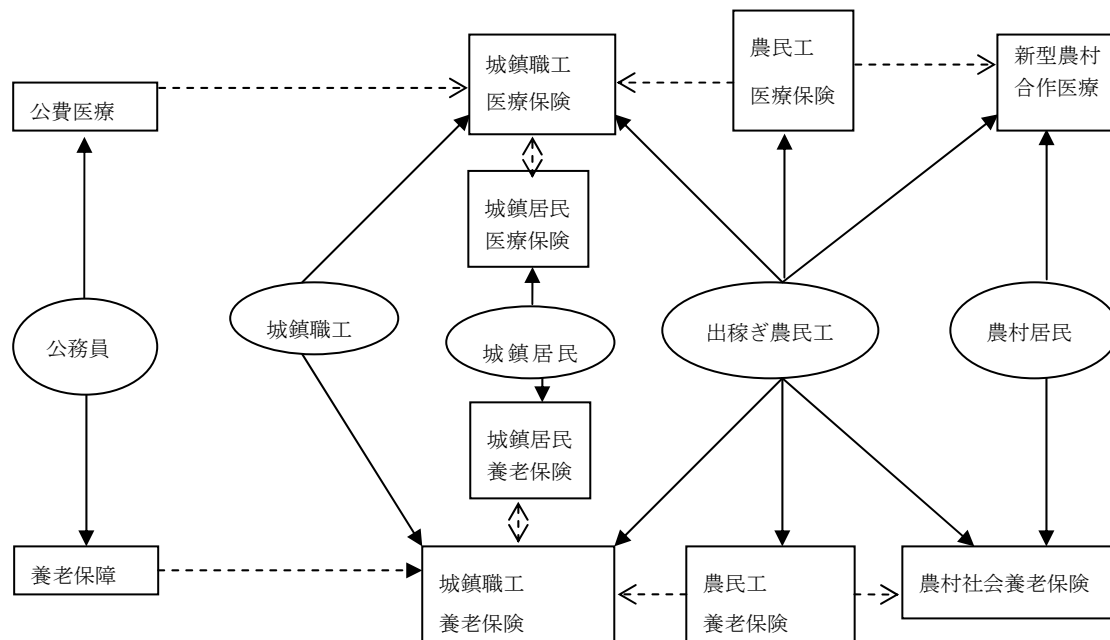 城鎮職工
医療保険
農民工
医療保険
新型農村
合作医療
公費医療
城鎮居民
医療保険
公務員
城鎮職工
城鎮居民
出稼ぎ農民工
農村居民
城鎮居民
養老保険
養老保障
城鎮職工
養老保険
農民工
養老保険
農村社会養老保険